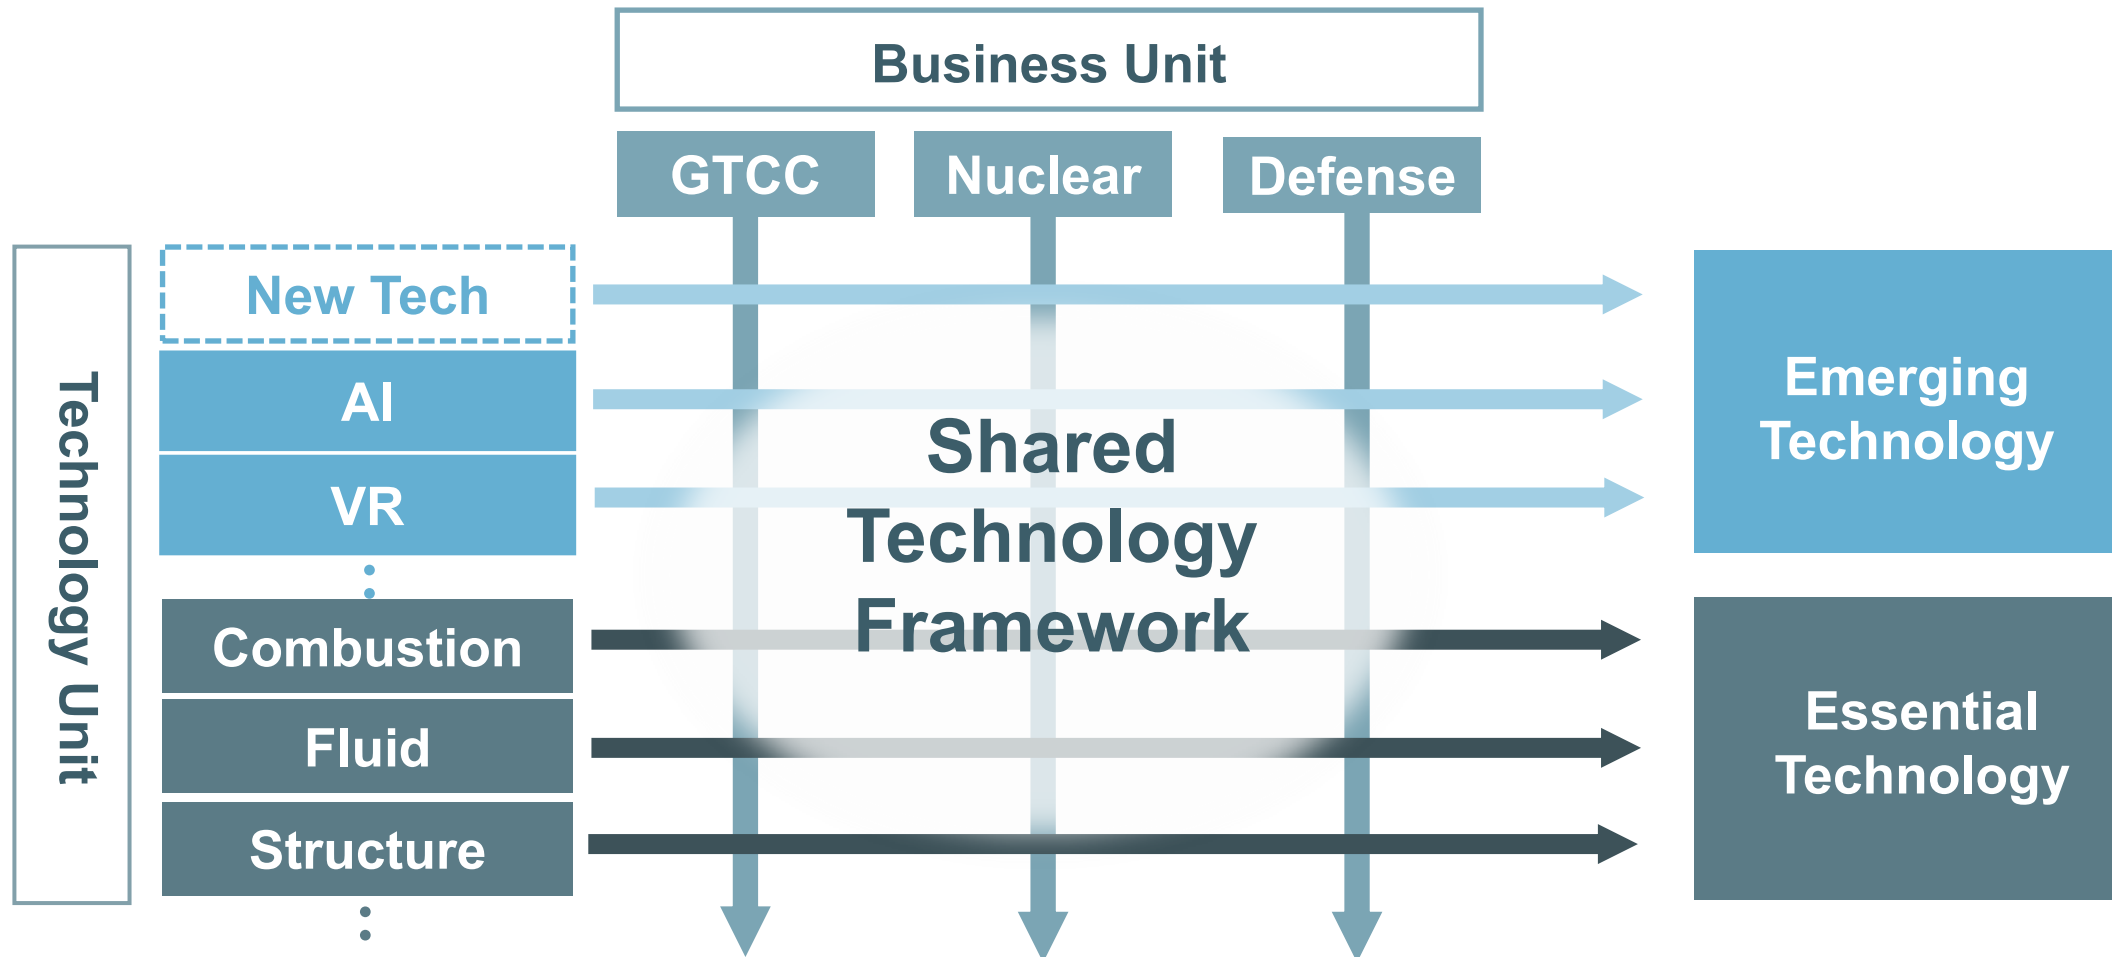 Business Unit
GTCC
Nuclear
Defense
Technology Unit
New Tech
AI
VR
Combustion
Fluid
Structure
Shared
Technology
Framework
Emerging
Technology
Essential
Technology